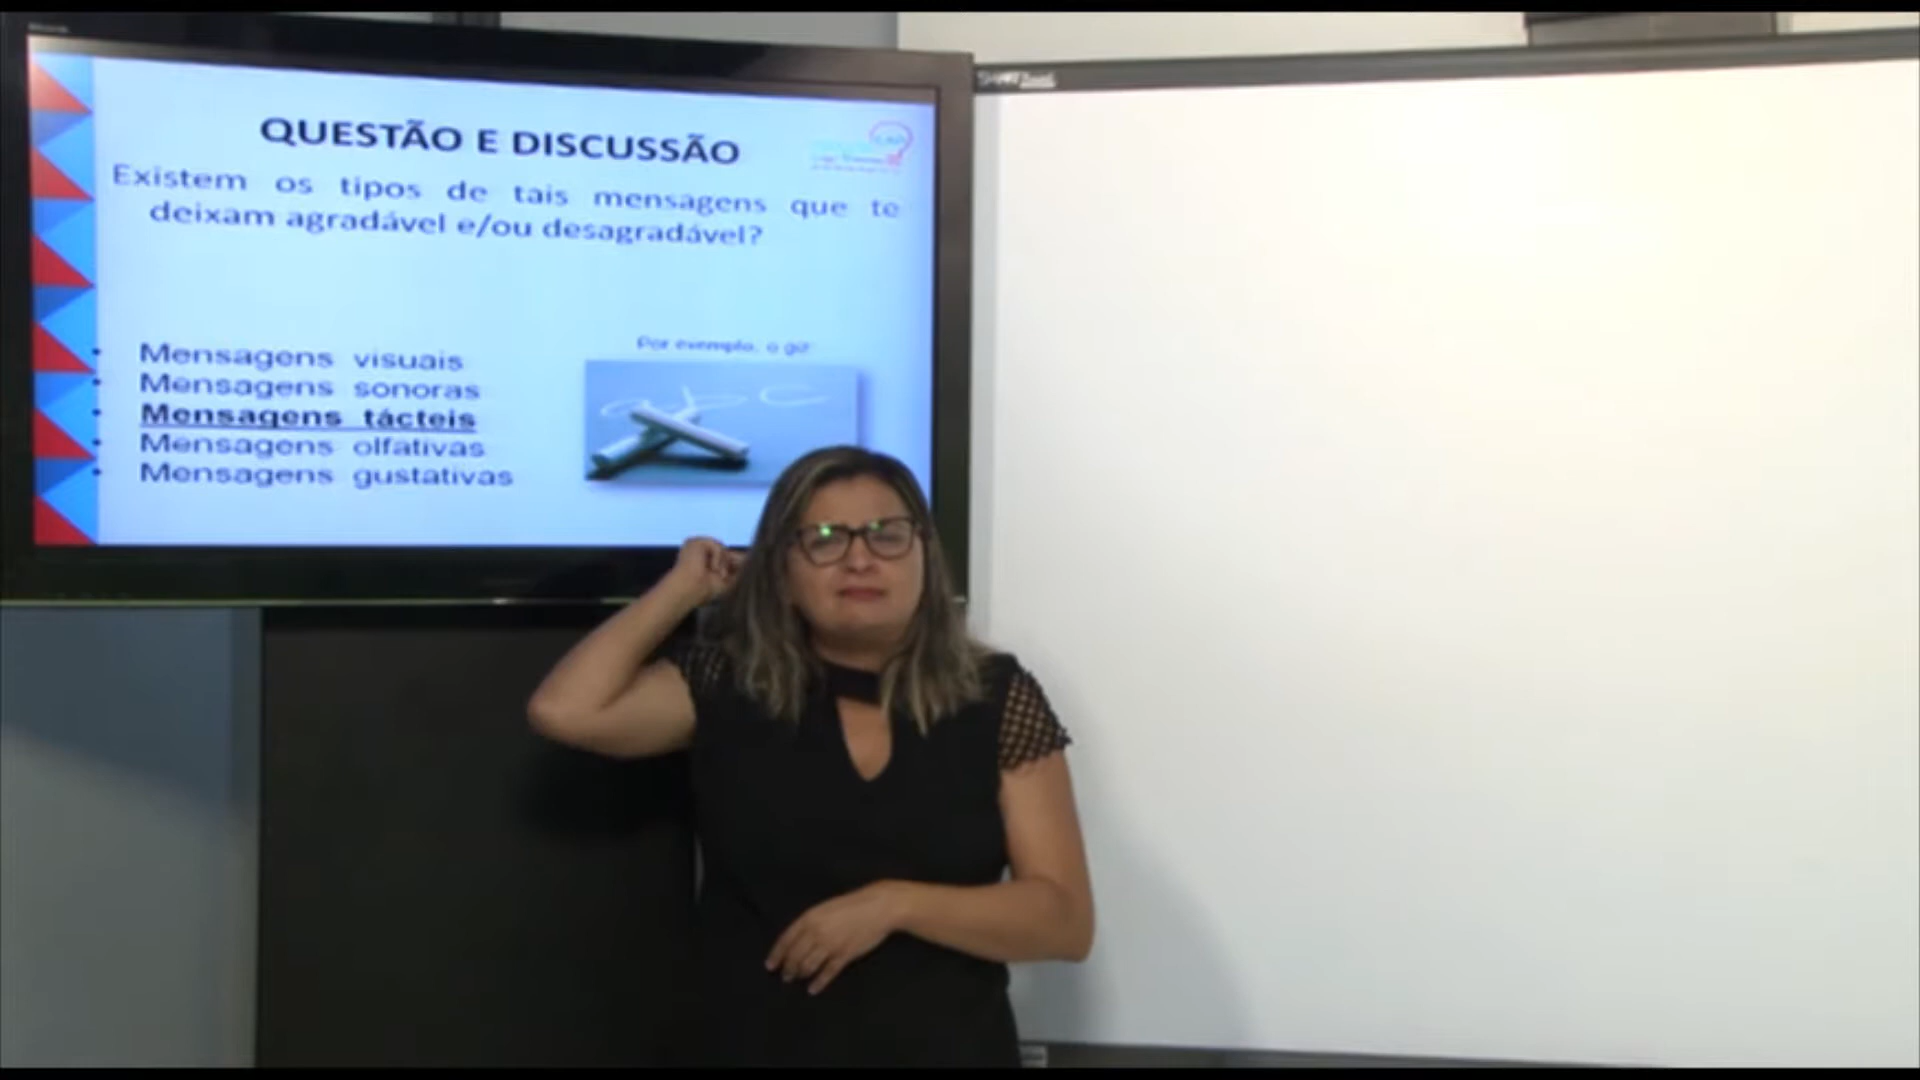 QUESTÃO E DISCUSSÃO
Existem os tipos de tais mensagens que te
deixam agradável e/ou desagradável?
Por exemplo, o giz:
• Mensagens visuais
• Mensagens sonoras
• Mensagens tácteis
• Mensagens olfativas
• Mensagens gustativas
abc